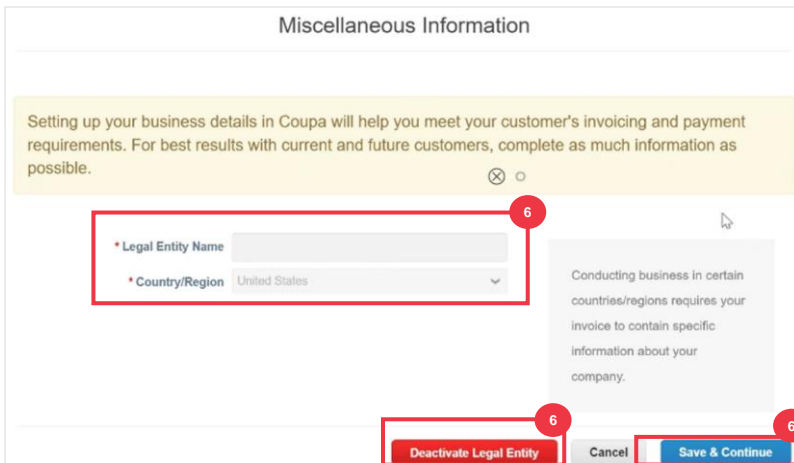 Miscellaneous Information
Setting up your business details in Coupa will help you meet your customer's invoicing and payment
requirements. For best results with current and future customers, complete as much information as
possible.
6
* Legal Entity Name
* Country/Region United States
Conducting business in certain
countries/regions requires your
invoice to contain specific
information about your
company.
6
6
Deactivate Legal Entity Cancel Save & Continue